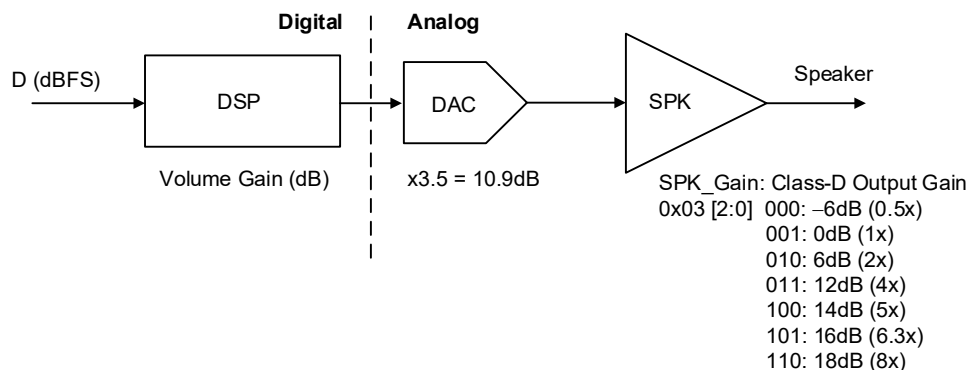 Digital
Analog
D (dBFS)
DSP
DAC
SPK
Speaker
Volume Gain (dB)
x3.5 = 10.9dB
SPK_Gain: Class-D Output Gain
0x03 [2:0] 000: −6dB (0.5x)
001: 0dB (1x)
010: 6dB (2x)
011: 12dB (4x)
100: 14dB (5x)
101: 16dB (6.3x)
110: 18dB (8x)